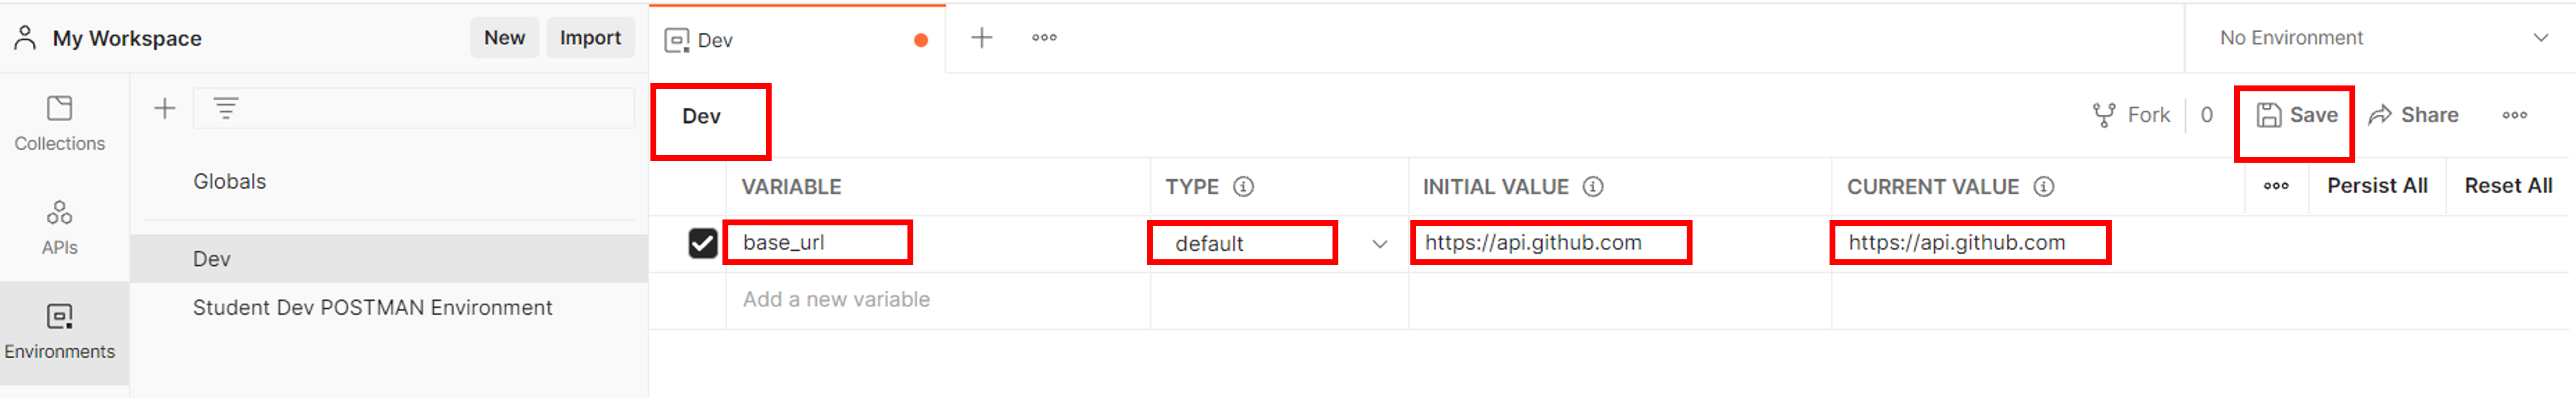 My Workspace
New
Import
Dev
No Environment
Collections
APIs
Environments
Globals
Dev
Student Dev POSTMAN Environment
Dev
Fork
0
Save
Share
VARIABLE
TYPE
INITIAL VALUE
CURRENT VALUE
Persist All
Reset All
base_url
default
https://api.github.com
https://api.github.com
Add a new variable